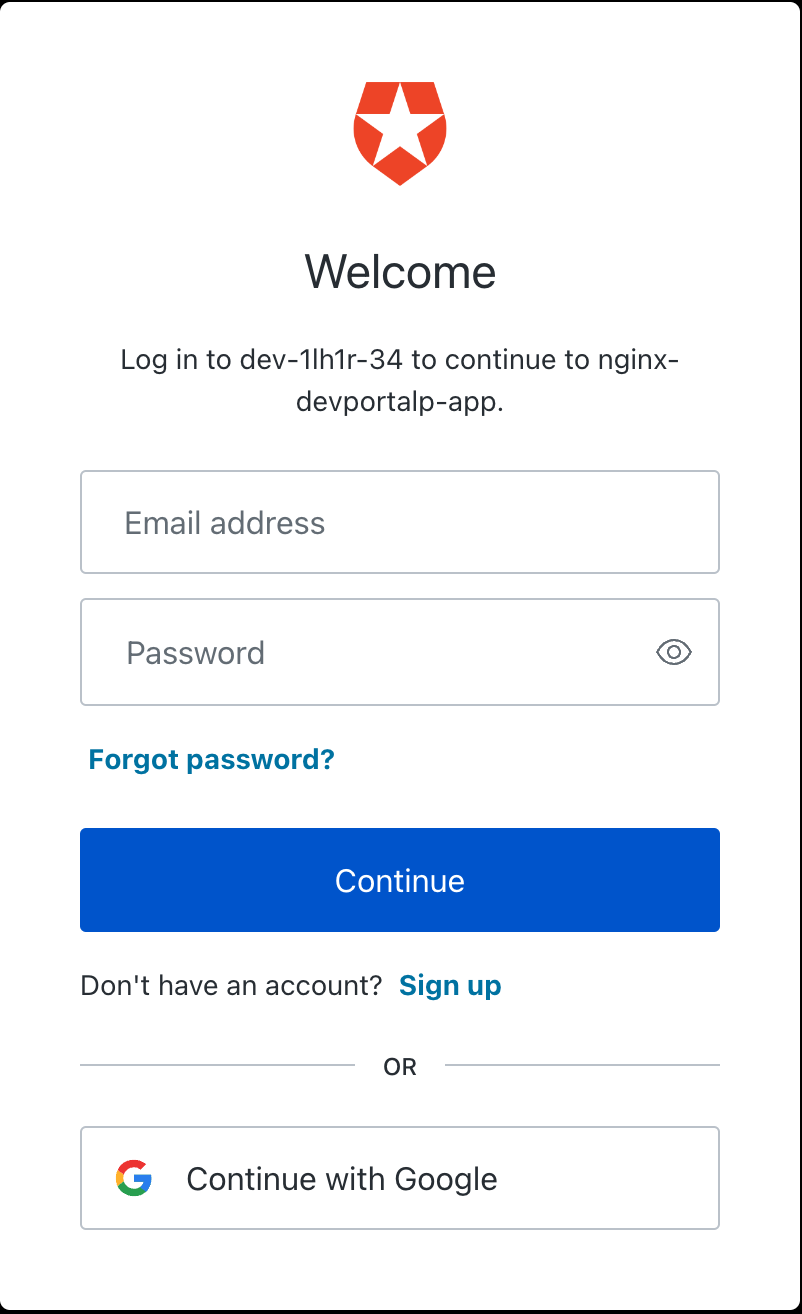 Welcome
Log in to dev-1lh1r-34 to continue to nginx-
devportalp-app.
Email address
Password
Forgot password?
Continue
Don't have an account? Sign up
OR
Continue with Google